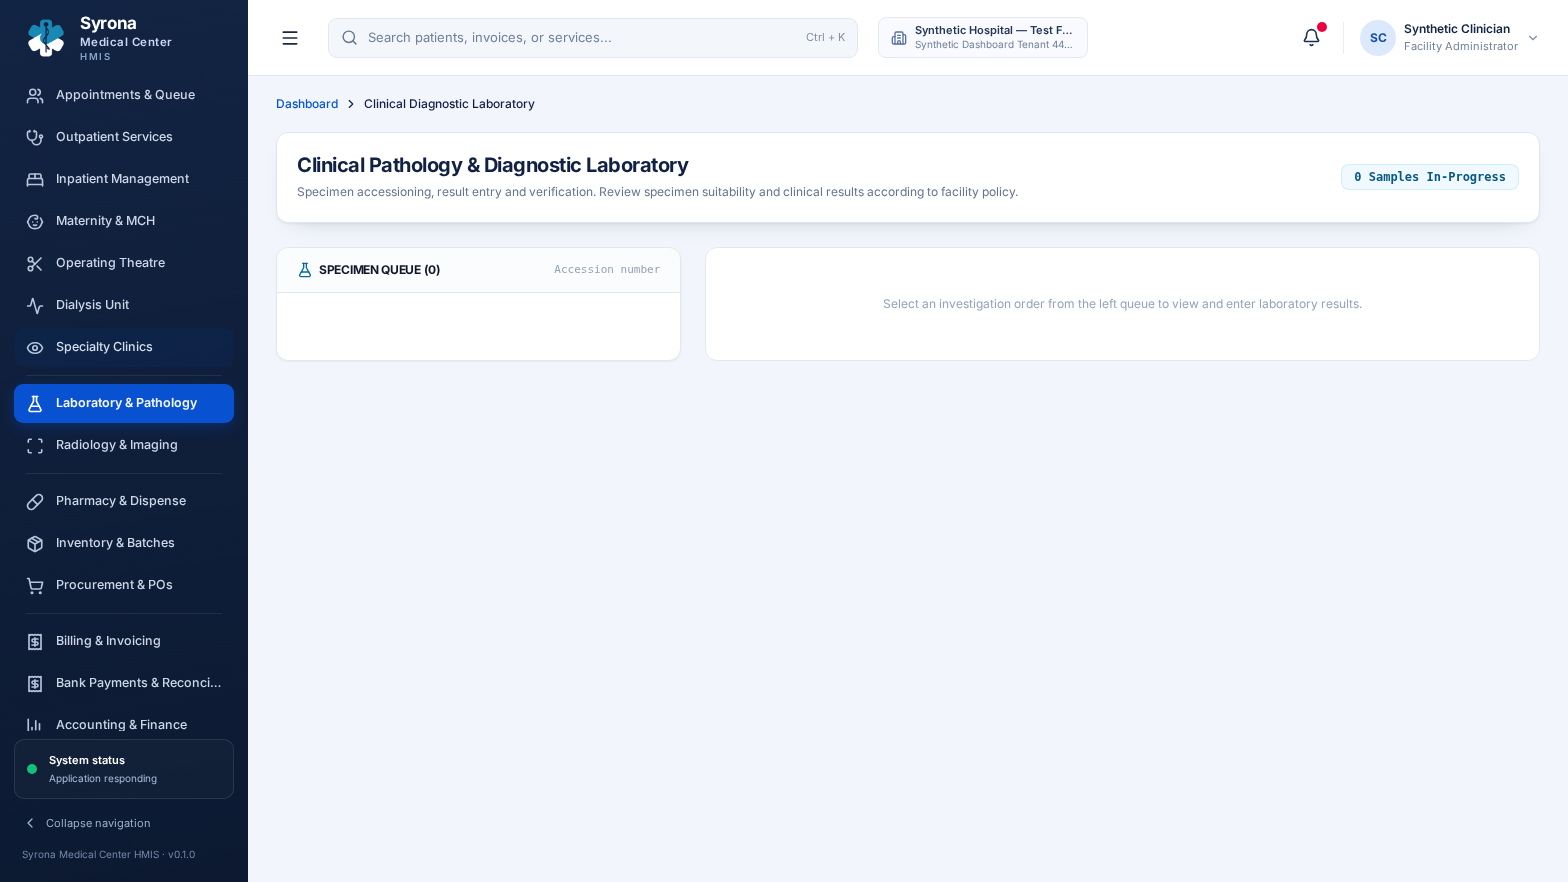 Syrona
Medical Center
HMIS
Appointments & Queue
Outpatient Services
Inpatient Management
Maternity & MCH
Operating Theatre
Dialysis Unit
Specialty Clinics
Laboratory & Pathology
Radiology & Imaging
Pharmacy & Dispense
Inventory & Batches
Procurement & POs
Billing & Invoicing
Bank Payments & Reconci...
Accounting & Finance
System status
Application responding
Collapse navigation
Syrona Medical Center HMIS · v0.1.0
Search patients, invoices, or services...
Ctrl + K
Synthetic Hospital — Test F...
Synthetic Dashboard Tenant 44...
SC
Synthetic Clinician
Facility Administrator
Dashboard > Clinical Diagnostic Laboratory
Clinical Pathology & Diagnostic Laboratory
Specimen accessioning, result entry and verification. Review specimen suitability and clinical results according to facility policy.
0 Samples In-Progress
SPECIMEN QUEUE (0)
Accession number
Select an investigation order from the left queue to view and enter laboratory results.